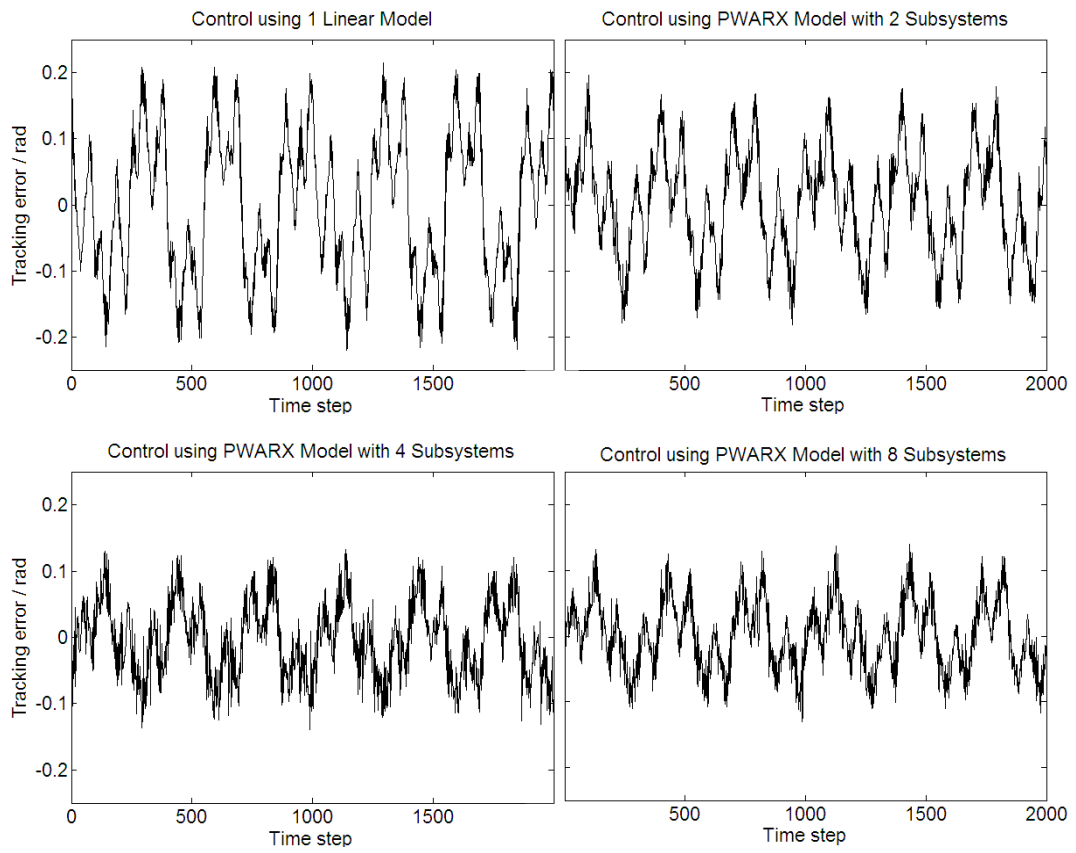 Control using 1 Linear Model
Control using PWARX Model with 2 Subsystems
Tracking error / rad
0.2
0.1
0
-0.1
-0.2
0 500 1000 1500
Time step
500 1000 1500 2000
Time step
Control using PWARX Model with 4 Subsystems
Control using PWARX Model with 8 Subsystems
Tracking error / rad
0.2
0.1
0
-0.1
-0.2
0 500 1000 1500
Time step
500 1000 1500 2000
Time step